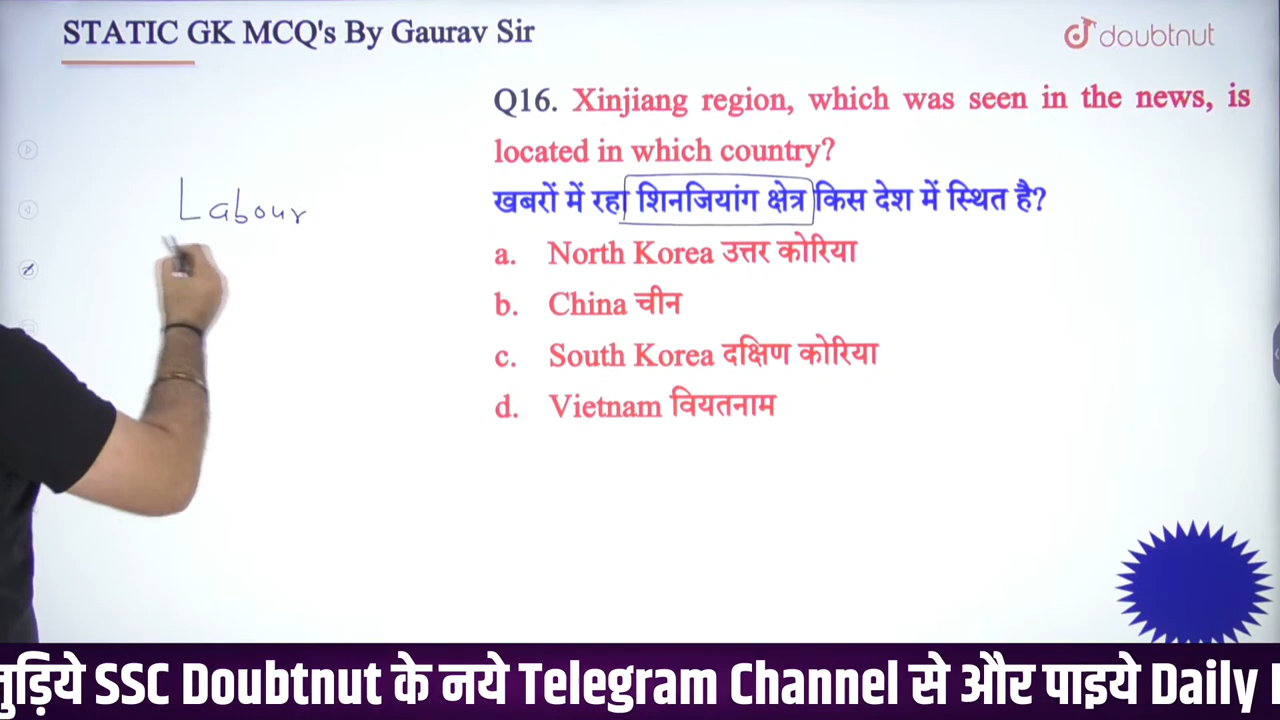 STATIC GK MCQ's By Gaurav Sir
doubtnut
Q16. Xinjiang region, which was seen in the news, is
located in which country?
खबरों में रहा शिनजियांग क्षेत्र किस देश में स्थित है?
Labour
a. North Korea उत्तर कोरिया
b. China चीन
c. South Korea दक्षिण कोरिया
d. Vietnam वियतनाम
जुड़िये SSC Doubtnut के नये Telegram Channel से और पाइये Daily